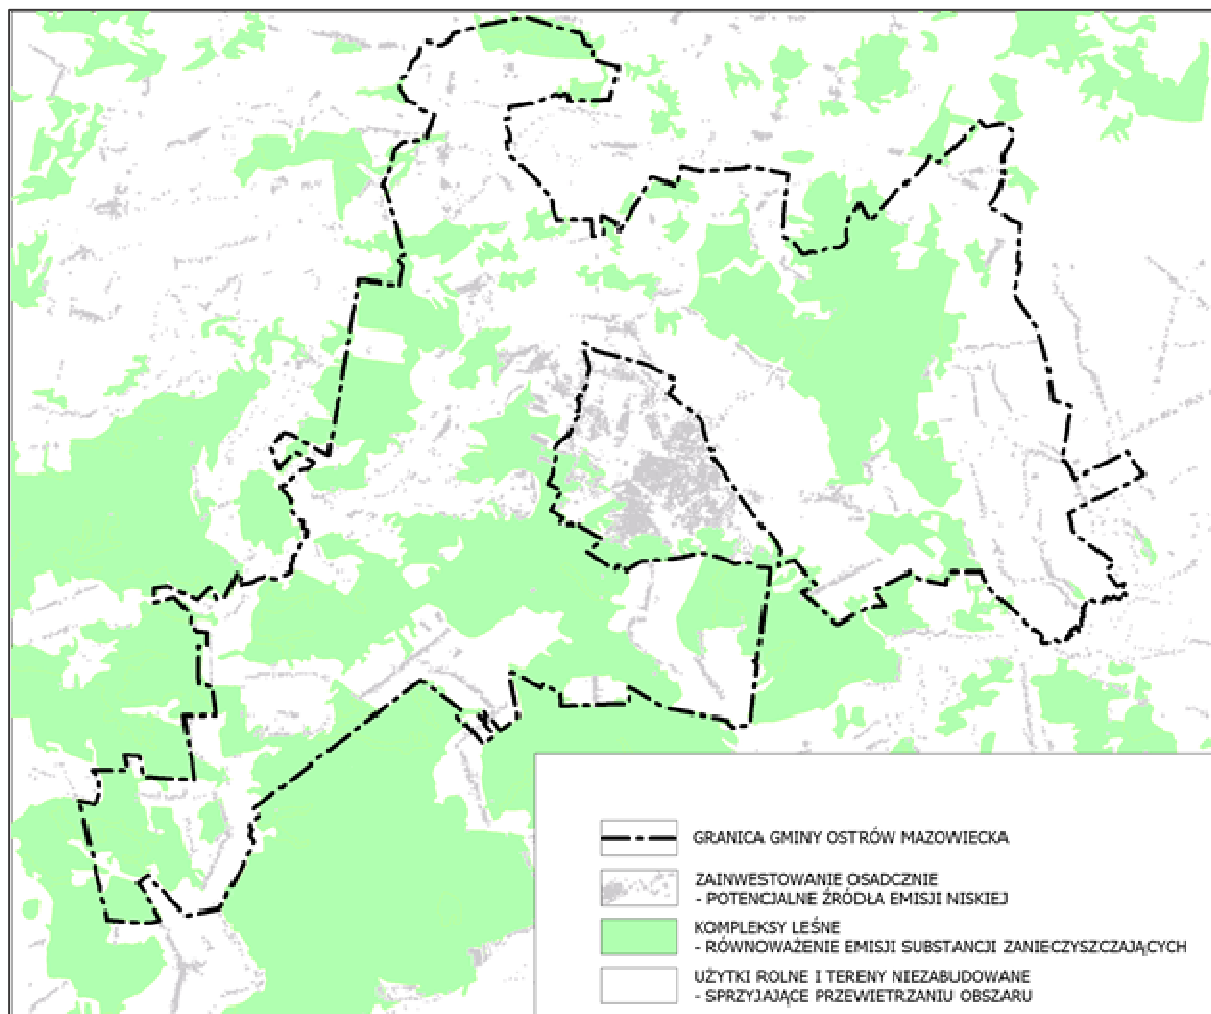 GRANICA GMINY OSTRÓW MAZOWIECKA
ZAINWESTOWANIE OSADCZNIE
- POTENCJALNE ŹRÓDŁA EMISJI NISKIEJ
KOMPLEKSY LEŚNE
- RÓWNOWAŻENIE EMISJI SUBSTANCJI ZANIECZYSZCZAJĄCYCH
UŻYTKI ROLNE I TERENY NIEZABUDOWANE
- SPRZYJAJĄCE PRZEWIETRZANIU OBSZARU